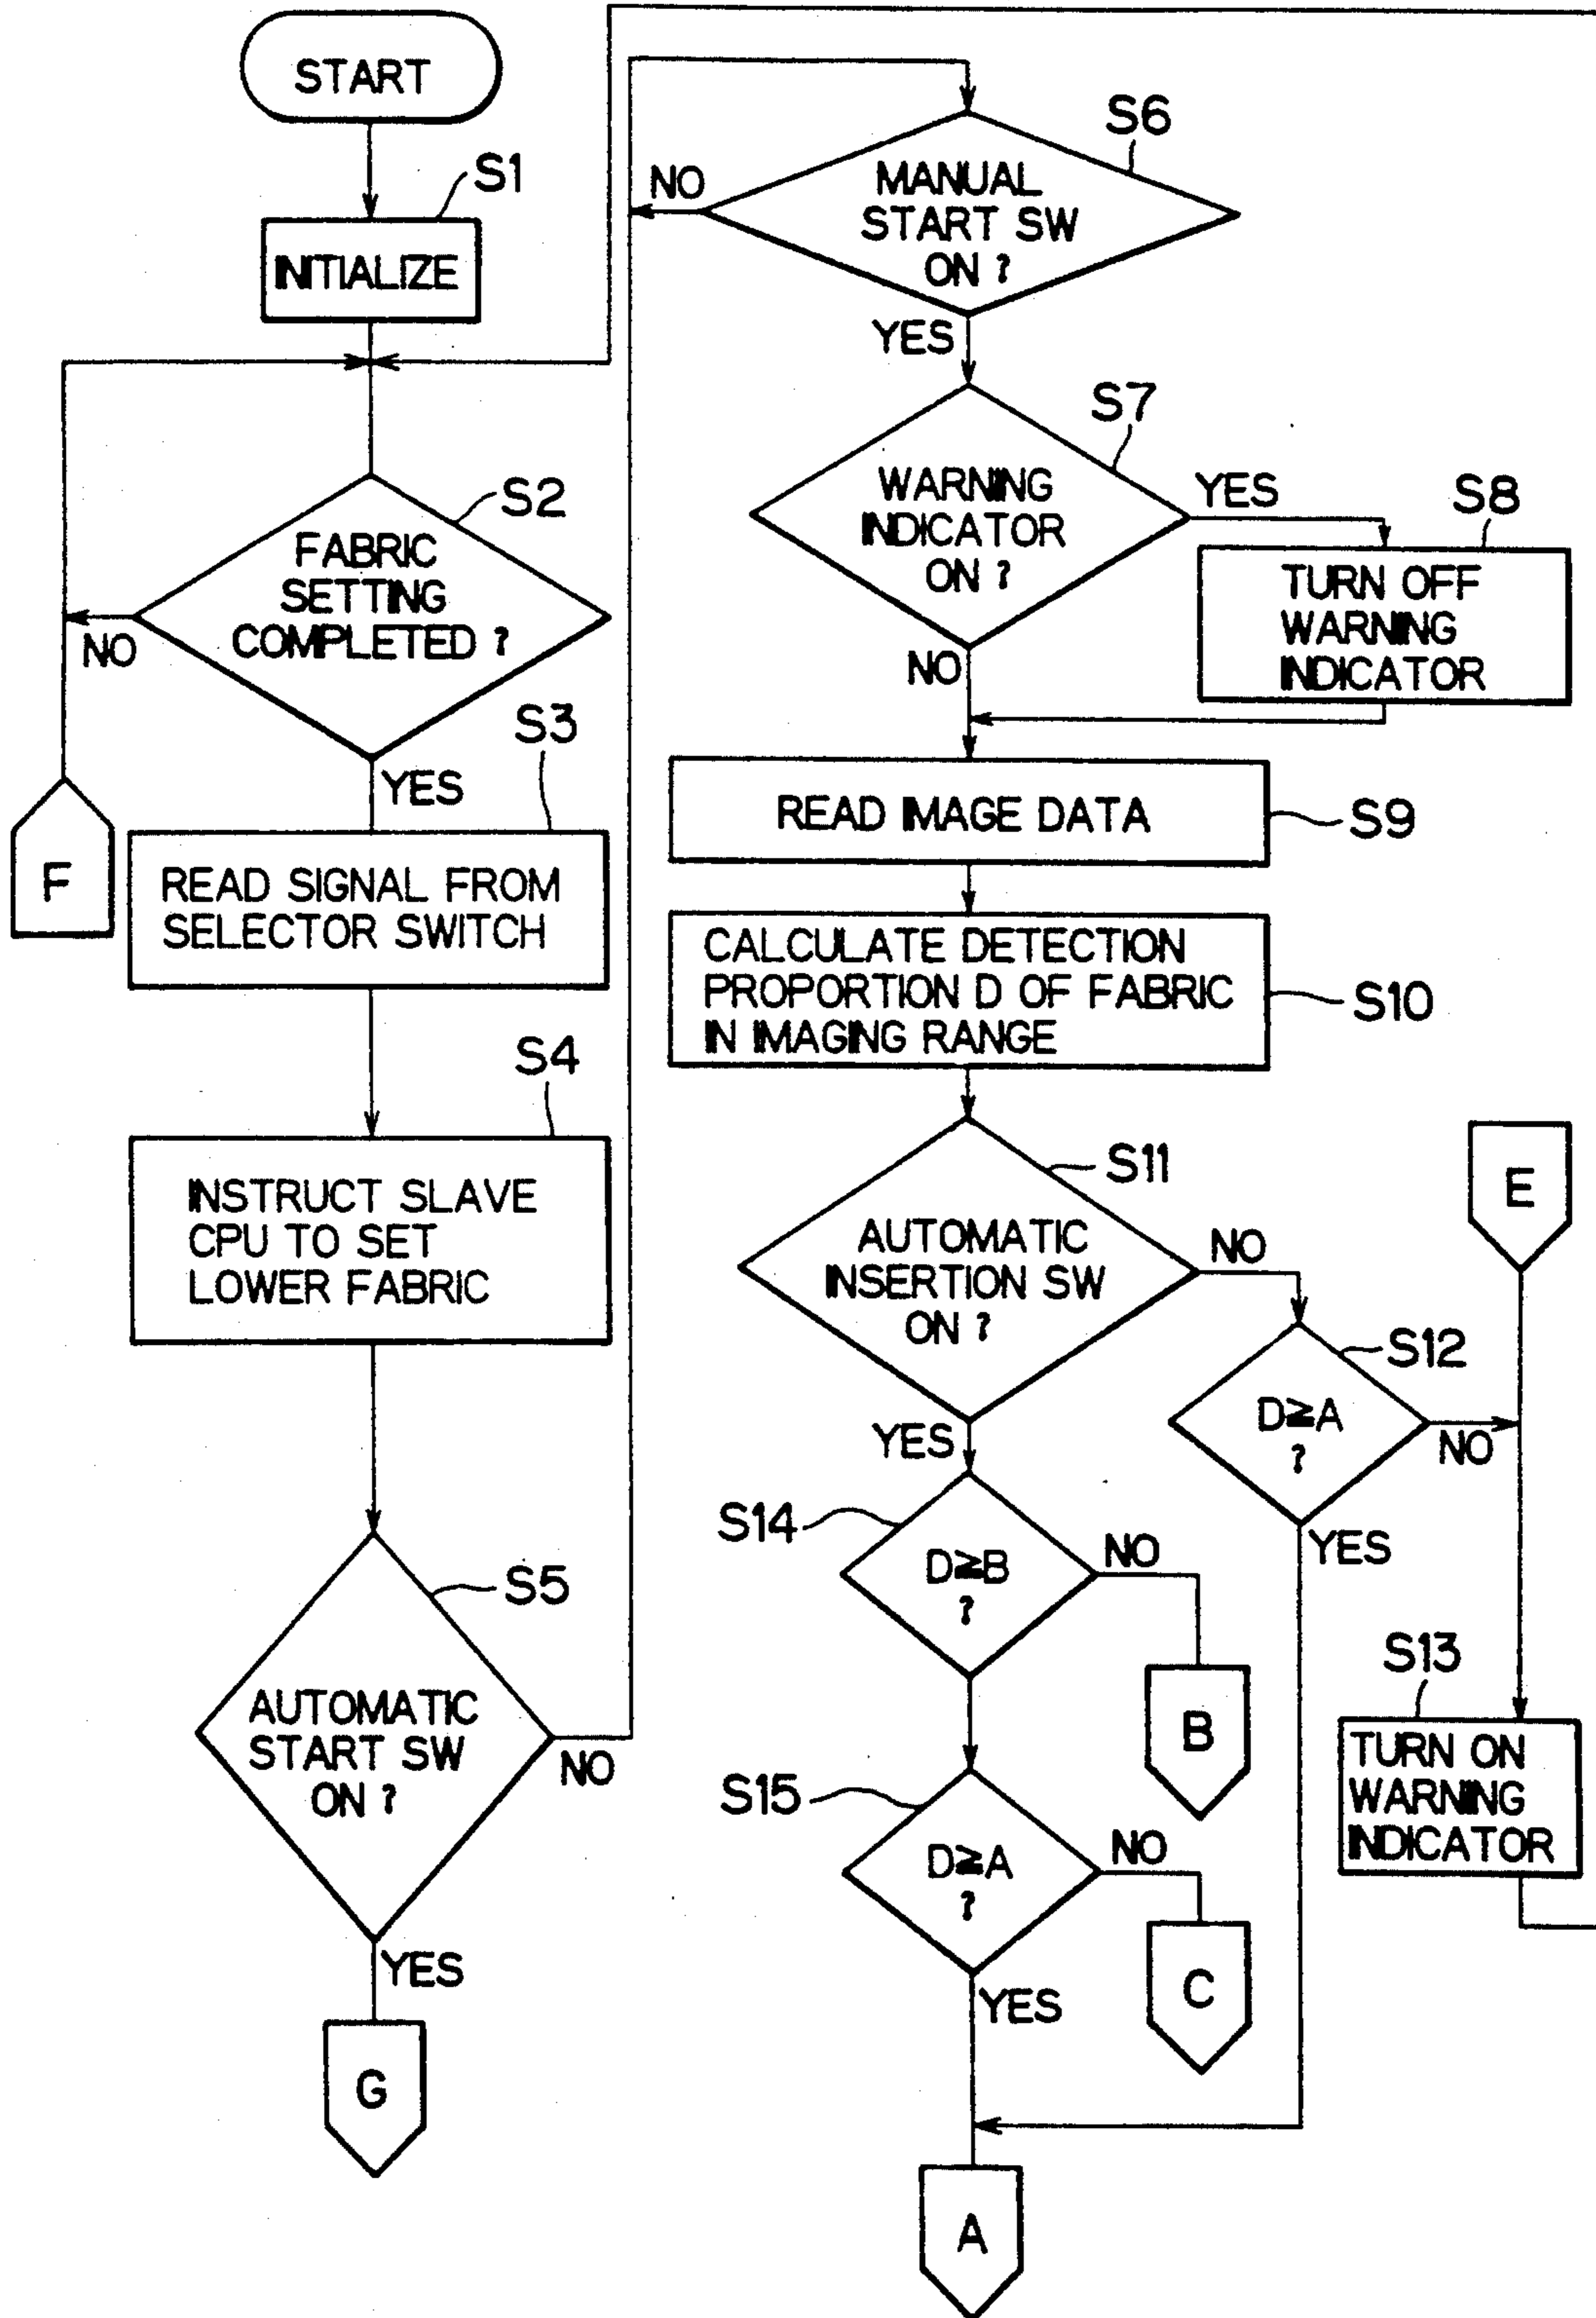 START
S1
INITIALIZE
S2
FABRIC
SETTING
COMPLETED ?
NO
YES
F
S3
READ SIGNAL FROM
SELECTOR SWITCH
S4
INSTRUCT SLAVE
CPU TO SET
LOWER FABRIC
S5
AUTOMATIC
START SW
ON ?
NO
YES
G
S6
MANUAL
START SW
ON ?
NO
YES
S7
WARNING
INDICATOR
ON ?
YES
NO
S8
TURN OFF
WARNING
INDICATOR
READ IMAGE DATA
S9
CALCULATE DETECTION
PROPORTION D OF FABRIC
IN IMAGING RANGE
S10
S11
AUTOMATIC
INSERTION SW
ON ?
NO
YES
E
S12
D≧A
?
NO
YES
S14
D≧B
?
NO
B
S13
TURN ON
WARNING
INDICATOR
S15
D≧A
?
NO
YES
C
A